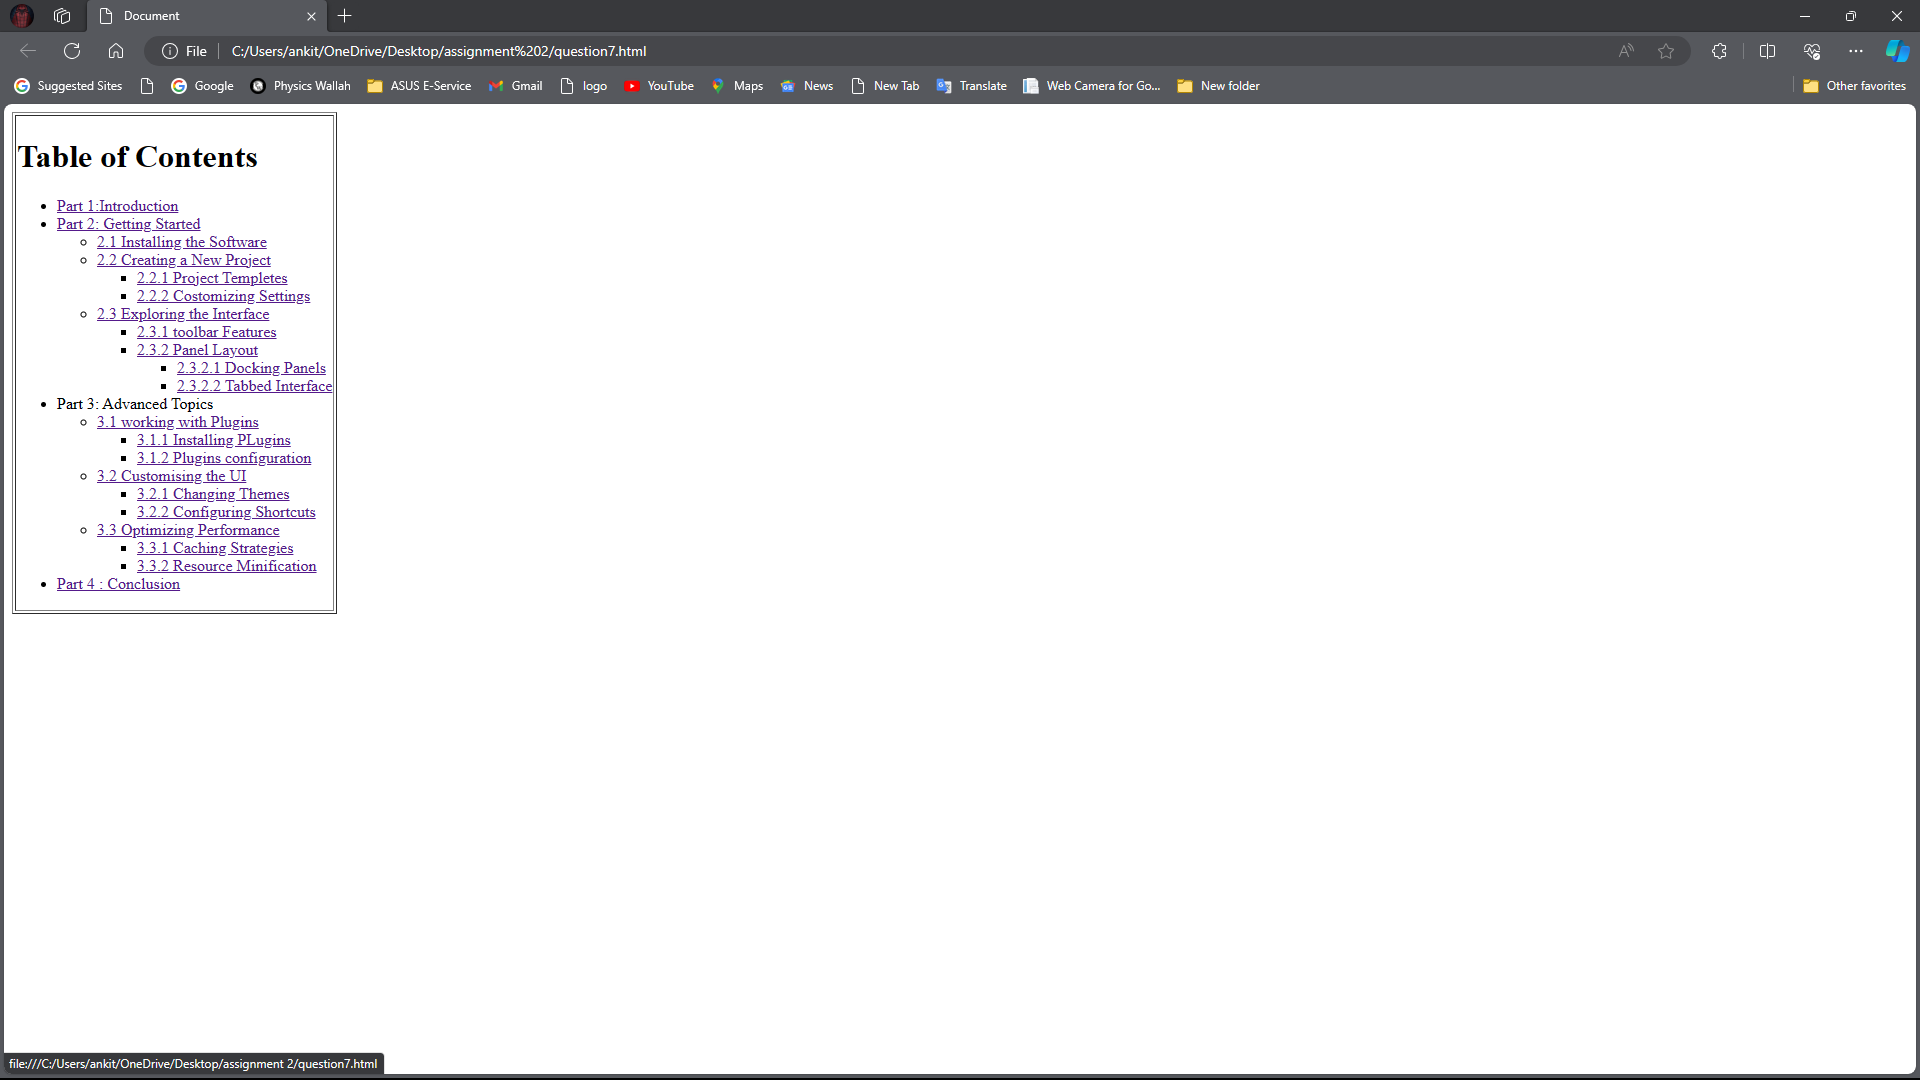 Document
File C:/Users/ankit/OneDrive/Desktop/assignment%202/question7.html
Suggested Sites Google Physics Wallah ASUS E-Service Gmail logo YouTube Maps News New Tab Translate Web Camera for Go... New folder Other favorites
Table of Contents
Part 1:Introduction
Part 2: Getting Started
2.1 Installing the Software
2.2 Creating a New Project
2.2.1 Project Templetes
2.2.2 Costomizing Settings
2.3 Exploring the Interface
2.3.1 toolbar Features
2.3.2 Panel Layout
2.3.2.1 Docking Panels
2.3.2.2 Tabbed Interface
Part 3: Advanced Topics
3.1 working with Plugins
3.1.1 Installing PLugins
3.1.2 Plugins configuration
3.2 Customising the UI
3.2.1 Changing Themes
3.2.2 Configuring Shortcuts
3.3 Optimizing Performance
3.3.1 Caching Strategies
3.3.2 Resource Minification
Part 4 : Conclusion
file:///C:/Users/ankit/OneDrive/Desktop/assignment 2/question7.html